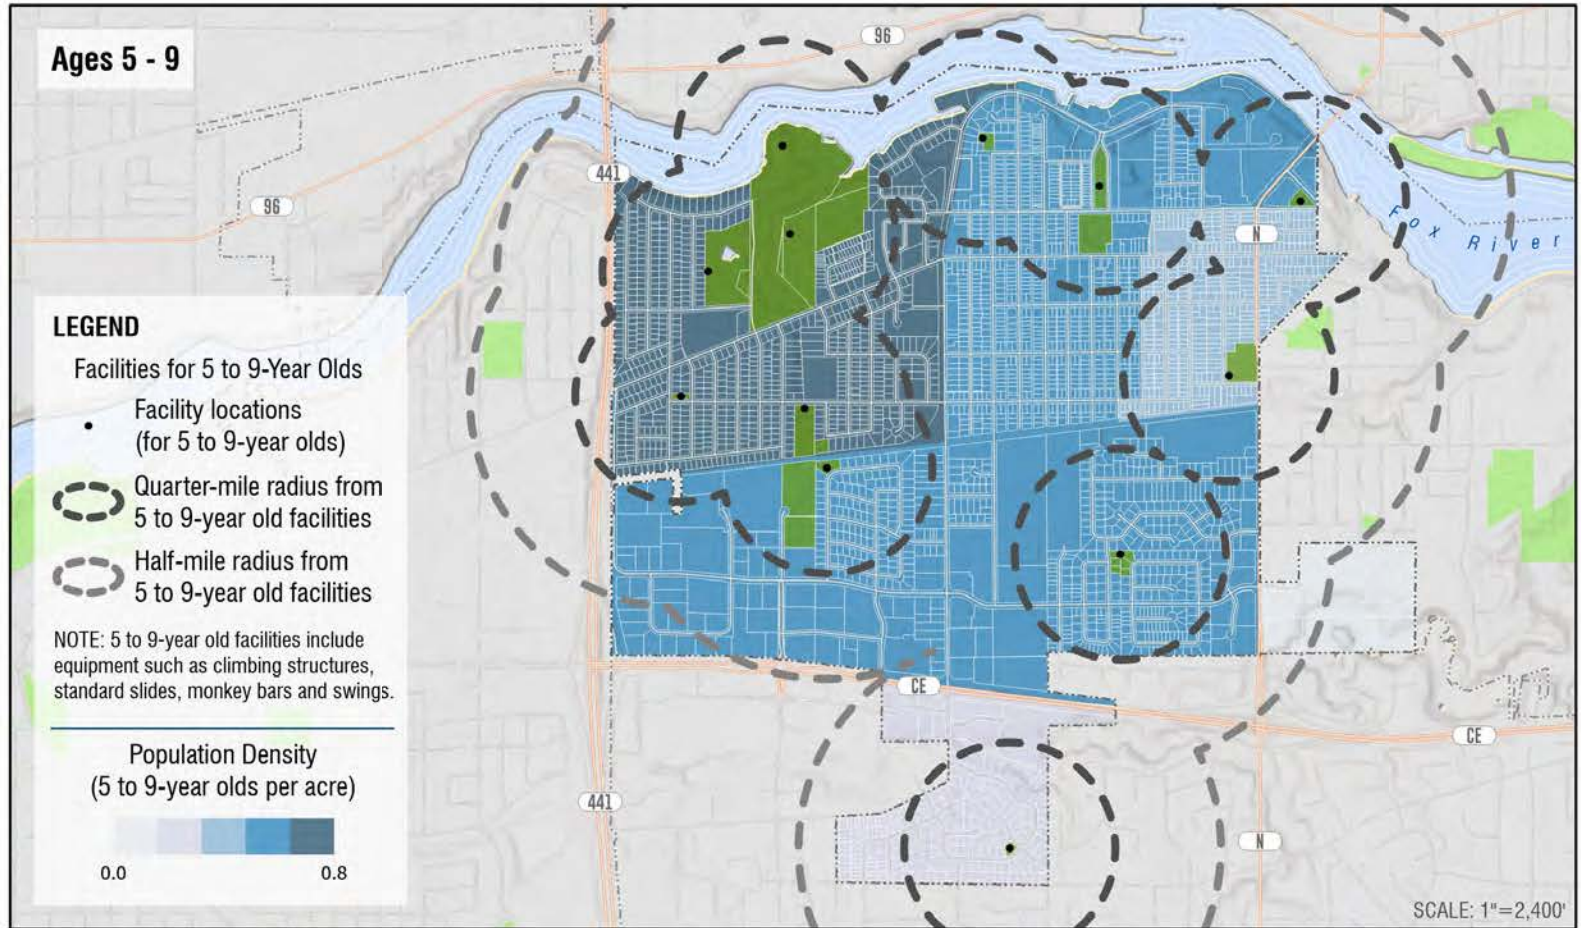 Ages 5 - 9
96
96
441
N
Fox River
LEGEND
Facilities for 5 to 9-Year Olds
Facility locations
(for 5 to 9-year olds)
Quarter-mile radius from
5 to 9-year old facilities
Half-mile radius from
5 to 9-year old facilities
NOTE: 5 to 9-year old facilities include
equipment such as climbing structures,
standard slides, monkey bars and swings.
Population Density
(5 to 9-year olds per acre)
0.0 0.8
CE
CE
441
N
SCALE: 1"=2,400'